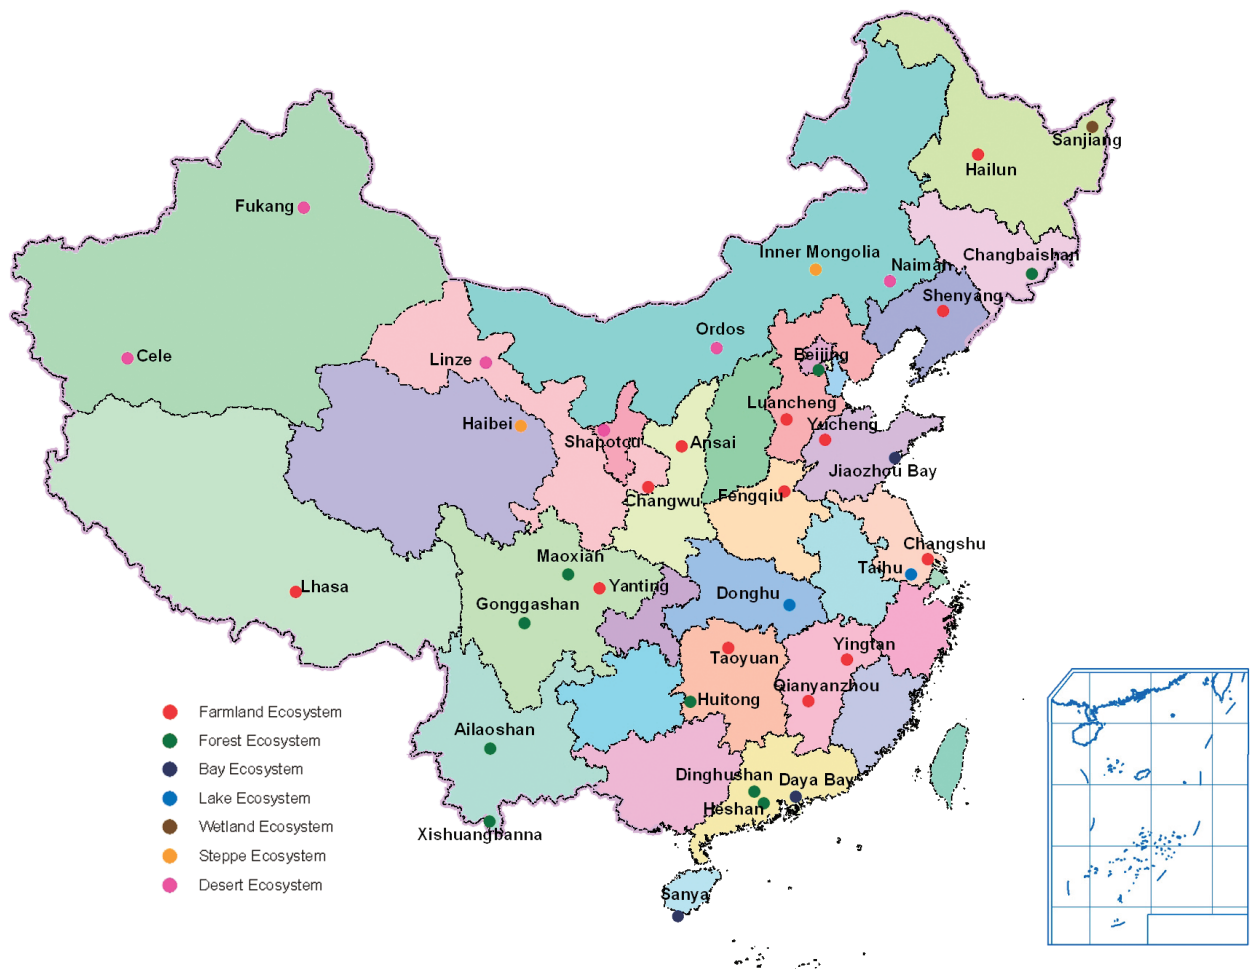 Sanjiang
Hailun
Fukang
Inner Mongolia
Changbaishan
Naiman
Shenyang
Ordos
Cele
Linze
Beijing
Luancheng
Haibei
Yucheng
Shapotou
Ansai
Jiaozhou Bay
Changwu
Fengqiu
Changshu
Maoxian
Taihu
Lhasa
Yanting
Donghu
Gonggashan
Yingtan
Taoyuan
Qianyanzhou
Huitong
Farmland Ecosystem
Ailaoshan
Forest Ecosystem
Bay Ecosystem
Dinghushan
Daya Bay
Lake Ecosystem
Heshan
Wetland Ecosystem
Xishuangbanna
Steppe Ecosystem
Desert Ecosystem
Sanya